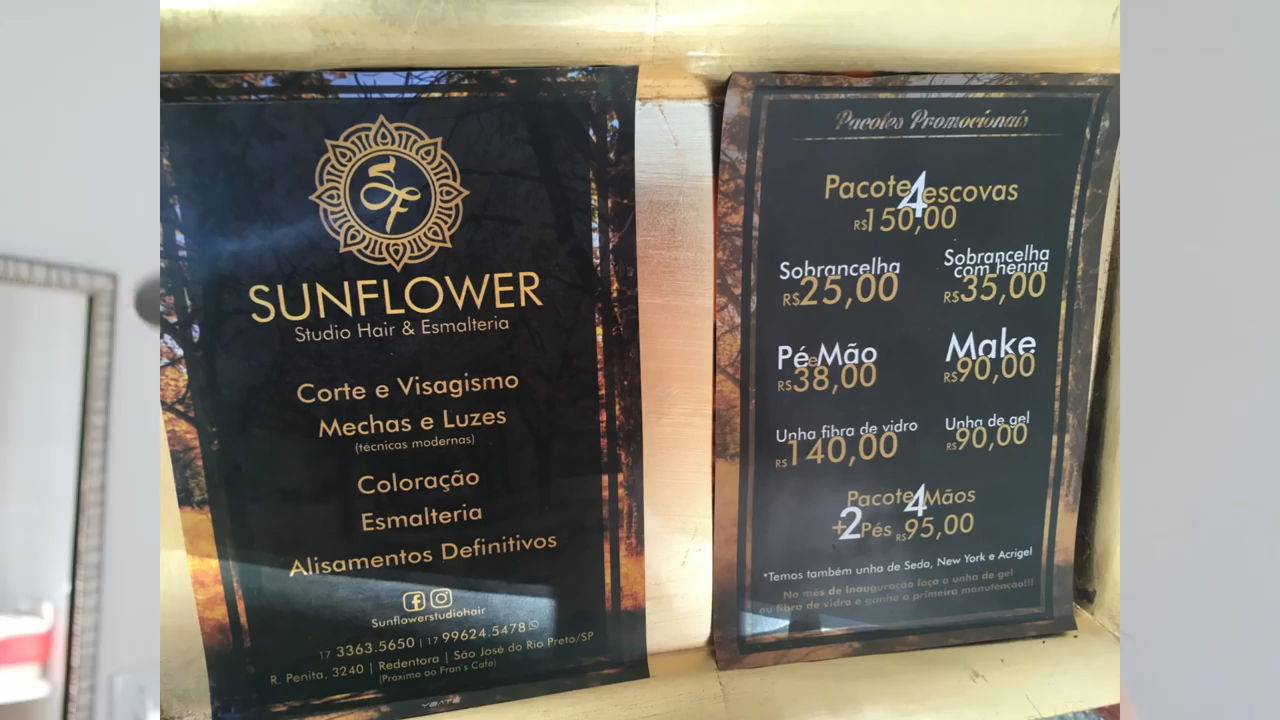 SF
SUNFLOWER
Studio Hair & Esmalteria
Corte e Visagismo
Mechas e Luzes
(técnicas modernas)
Coloração
Esmalteria
Alisamentos Definitivos
Sunflowerstudiohair
17 3363.5650 | 17 99624.5478
R. Penita, 3240 | Redentora | São José do Rio Preto/SP
(Próximo ao Fran's Cafe)
Pacotes Promocionais
Pacote 4 escovas
R$150,00
Sobrancelha
R$25,00
Sobrancelha
com henna
R$35,00
Pé e Mão
R$38,00
Make
R$90,00
Unha fibra de vidro
R$140,00
Unha de gel
R$90,00
Pacote 4 Mãos
+2 Pés R$95,00
*Temos também unha de Seda, New York e Acrigel
No mês de inauguração faça a unha de gel
ou fibra de vidro e ganhe a primeira manutenção!!!